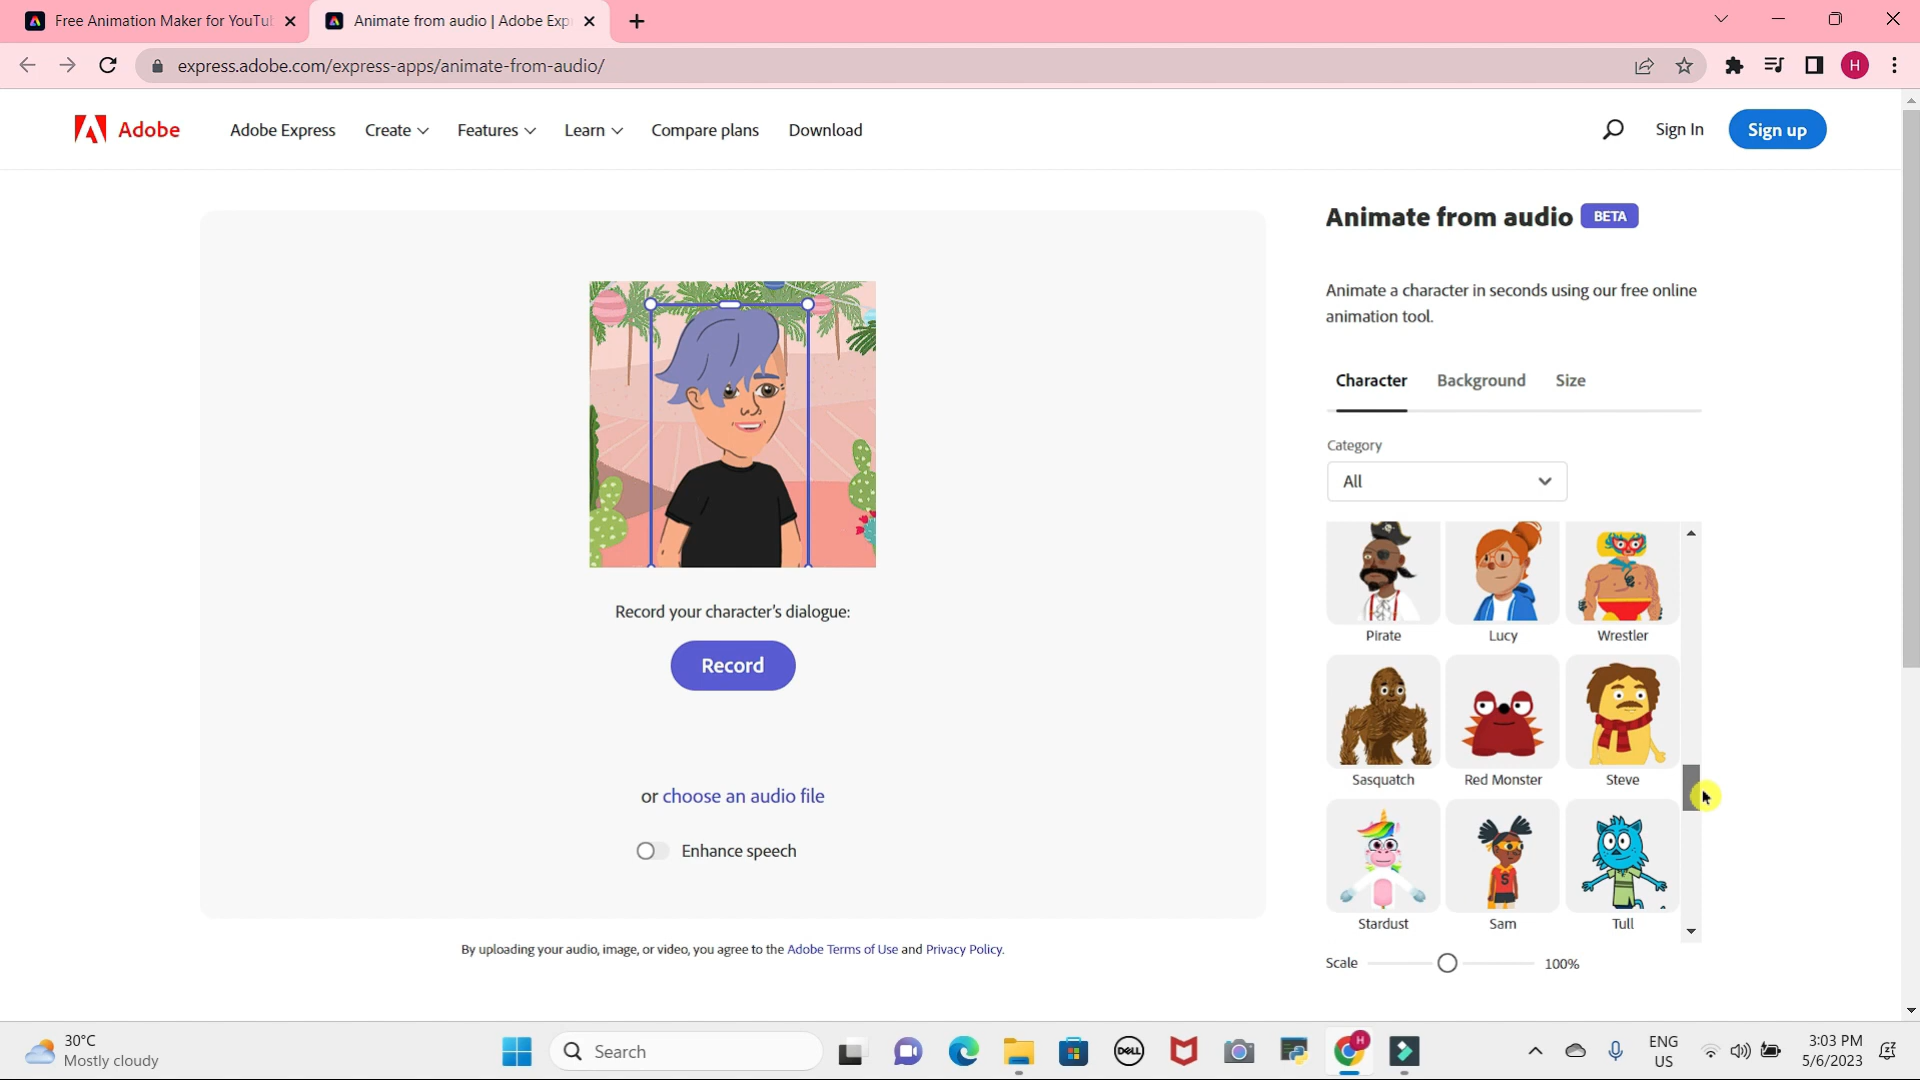 Free Animation Maker for YouTu
Animate from audio | Adobe Exp
express.adobe.com/express-apps/animate-from-audio/
H
Adobe
Adobe Express
Create
Features
Learn
Compare plans
Download
Sign In
Sign up
Animate from audio BETA
Animate a character in seconds using our free online
animation tool.
Character
Background
Size
Category
All
Pirate
Lucy
Wrestler
Sasquatch
Red Monster
Steve
S
Stardust
Sam
Tull
Scale
100%
Record your character's dialogue:
Record
or choose an audio file
Enhance speech
By uploading your audio, image, or video, you agree to the Adobe Terms of Use and Privacy Policy.
30°C
Mostly cloudy
Search
DELL
H
ENG
US
3:03 PM
5/6/2023